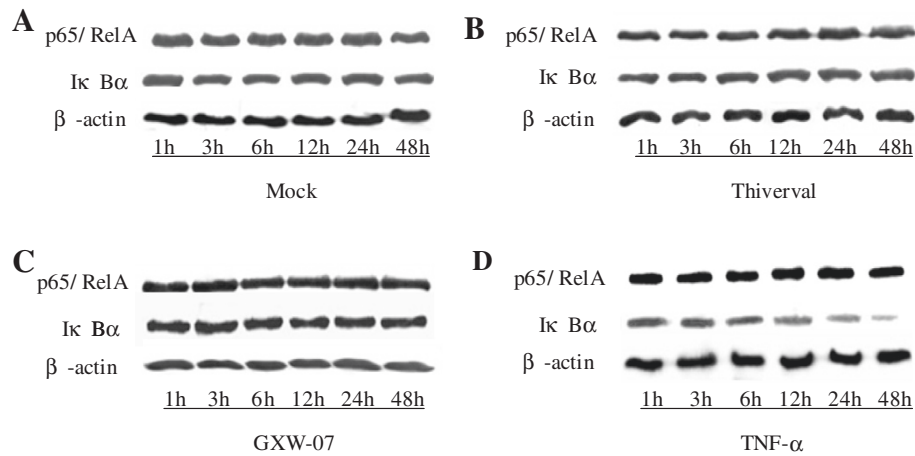 A
p65/ RelA
Iκ Bα
β -actin
1h 3h 6h 12h 24h 48h
Mock
B
p65/ RelA
Iκ Bα
β -actin
1h 3h 6h 12h 24h 48h
Thiverval
C
p65/ RelA
Iκ Bα
β -actin
1h 3h 6h 12h 24h 48h
GXW-07
D
p65/ RelA
Iκ Bα
β -actin
1h 3h 6h 12h 24h 48h
TNF-α